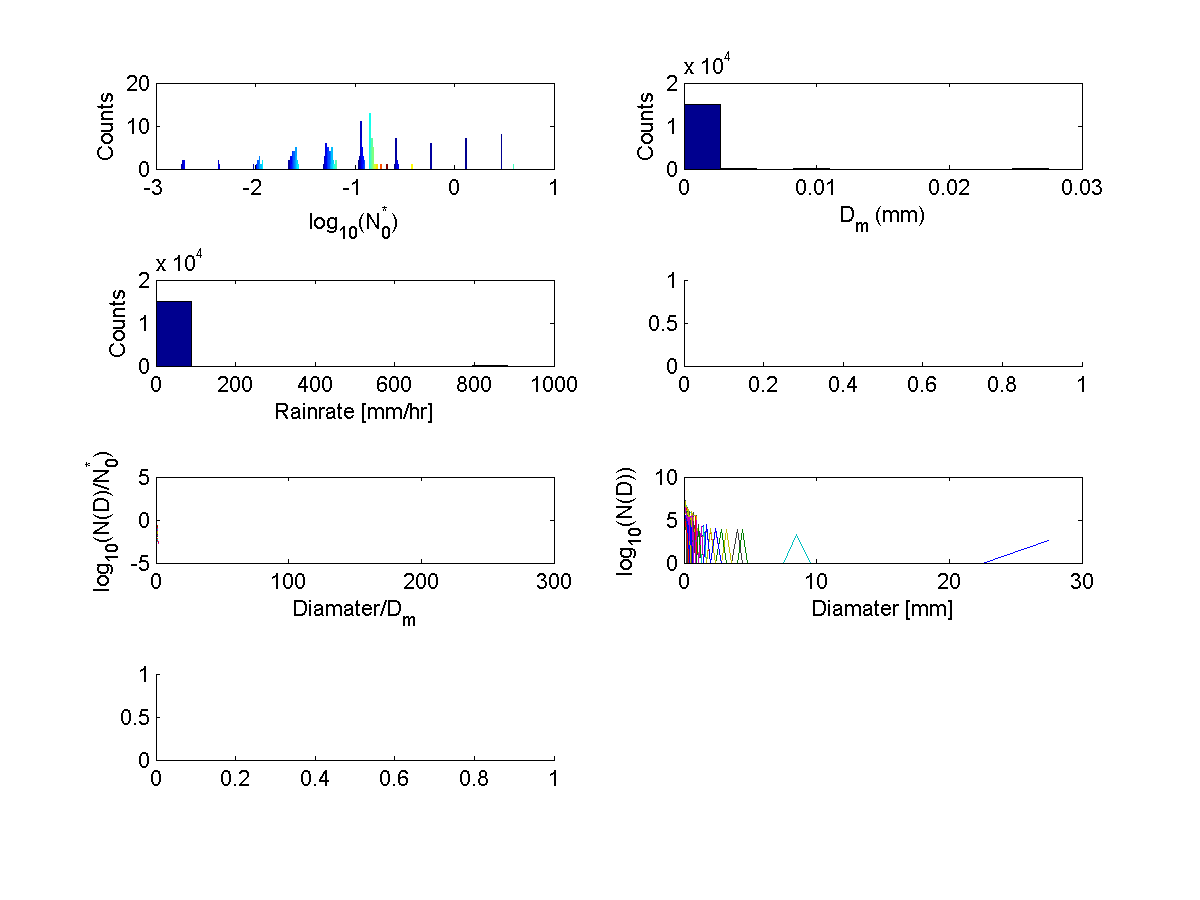 20
10
0
Counts
-3 -2 -1 0 1
log10(N0*)
x 10^4
2
1
0
Counts
0 0.01 0.02 0.03
Dm (mm)
x 10^4
2
1
0
Counts
0 200 400 600 800 1000
Rainrate [mm/hr]
1
0.5
0
0 0.2 0.4 0.6 0.8 1
5
0
-5
log10(N(D)/N0*)
0 100 200 300
Diamater/Dm
10
5
0
log10(N(D))
0 10 20 30
Diamater [mm]
1
0.5
0
0 0.2 0.4 0.6 0.8 1